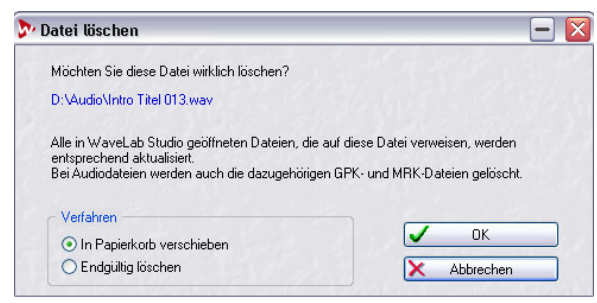 Datei löschen
Möchten Sie diese Datei wirklich löschen?
D:\Audio\Intro Titel 013.wav
Alle in WaveLab Studio geöffneten Dateien, die auf diese Datei verweisen, werden
entsprechend aktualisiert.
Bei Audiodateien werden auch die dazugehörigen GPK- und MRK-Dateien gelöscht.
Verfahren
In Papierkorb verschieben
Endgültig löschen
OK
Abbrechen